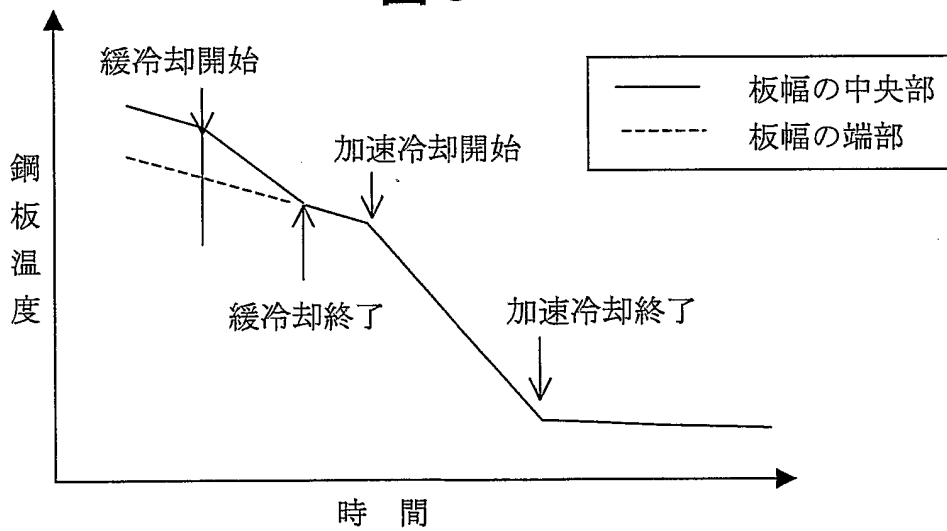 緩冷却開始
板幅の中央部
板幅の端部
加速冷却開始
鋼板温度
緩冷却終了
加速冷却終了
時 間